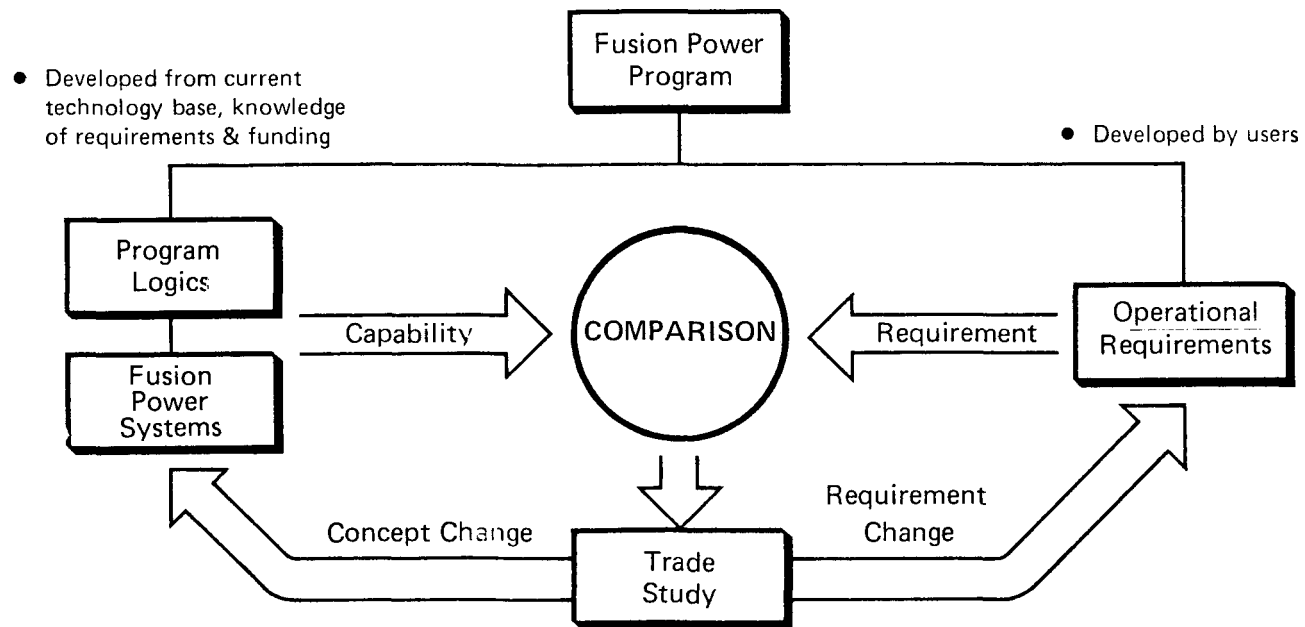 Fusion Power
Program
● Developed from current
technology base, knowledge
of requirements & funding
● Developed by users
Program
Logics
Fusion
Power
Systems
Capability
COMPARISON
Requirement
Operational
Requirements
Concept Change
Requirement
Change
Trade
Study